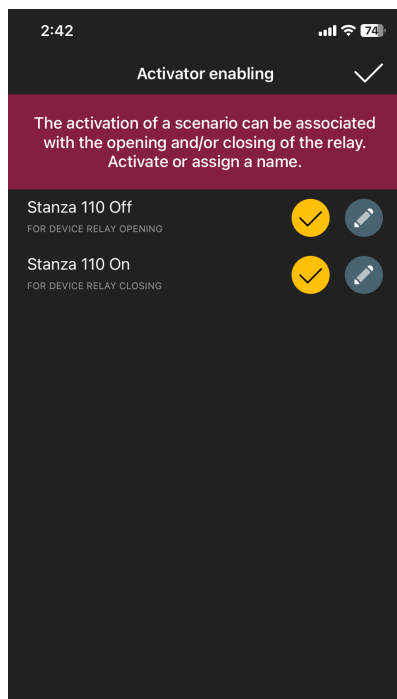 2:42
74
Activator enabling
The activation of a scenario can be associated
with the opening and/or closing of the relay.
Activate or assign a name.
Stanza 110 Off
FOR DEVICE RELAY OPENING
Stanza 110 On
FOR DEVICE RELAY CLOSING